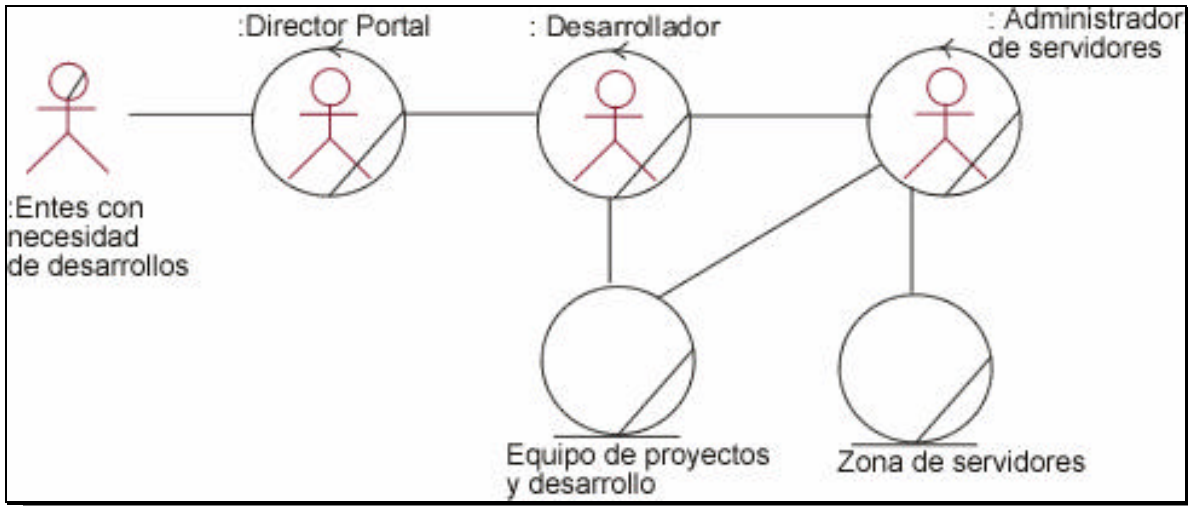 :Director Portal
: Desarrollador
: Administrador
de servidores
:Entes con
necesidad
de desarrollos
Equipo de proyectos
y desarrollo
Zona de servidores